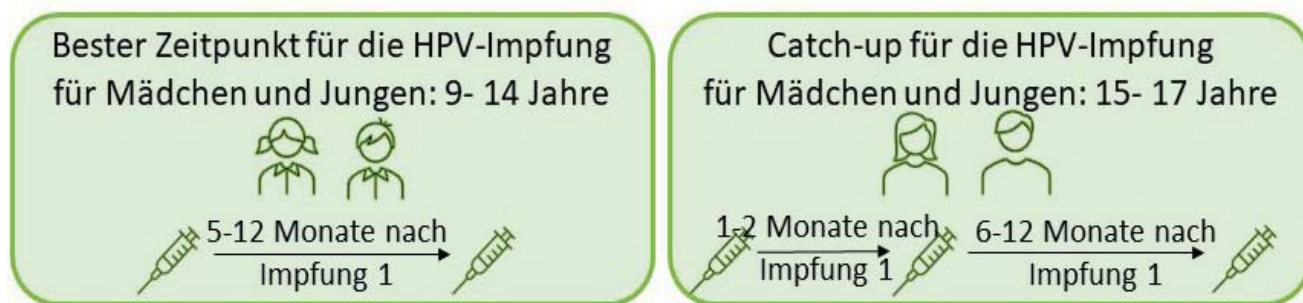 Bester Zeitpunkt für die HPV-Impfung
für Mädchen und Jungen: 9- 14 Jahre
5-12 Monate nach
Impfung 1
Catch-up für die HPV-Impfung
für Mädchen und Jungen: 15- 17 Jahre
1-2 Monate nach
Impfung 1
6-12 Monate nach
Impfung 1